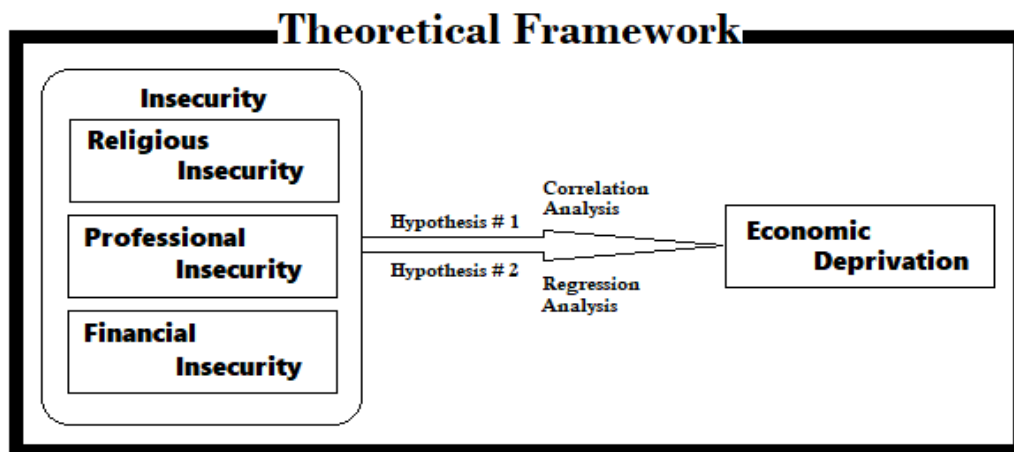 Theoretical Framework
Insecurity
Religious
Insecurity
Professional
Insecurity
Financial
Insecurity
Hypothesis # 1
Hypothesis # 2
Correlation
Analysis
Regression
Analysis
Economic
Deprivation